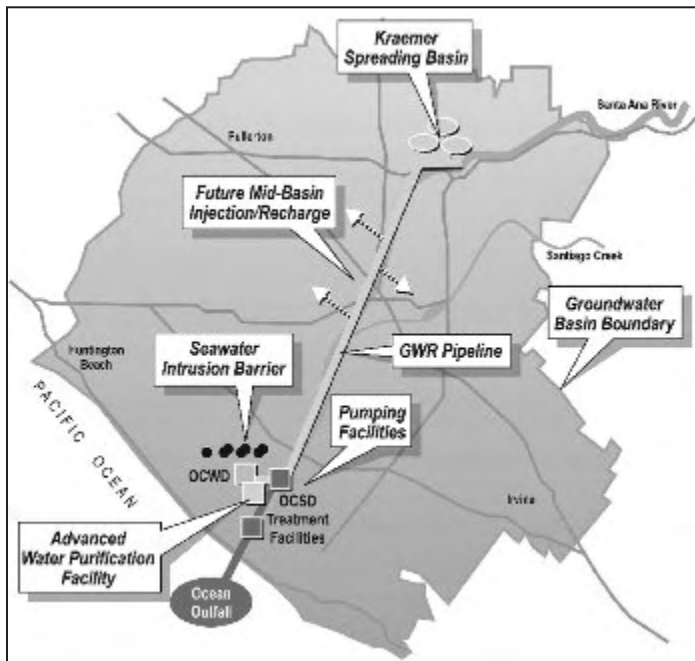 Kraemer
Spreading Basin
Santa Ana River
Fullerton
Future Mid-Basin
Injection/Recharge
Santiago Creek
Groundwater
Basin Boundary
Huntington
Beach
Seawater
Intrusion Barrier
GWR Pipeline
PACIFIC OCEAN
Pumping
Facilities
OCWD
OCSD
Treatment
Facilities
Irvine
Advanced
Water Purification
Facility
Ocean
Outfall